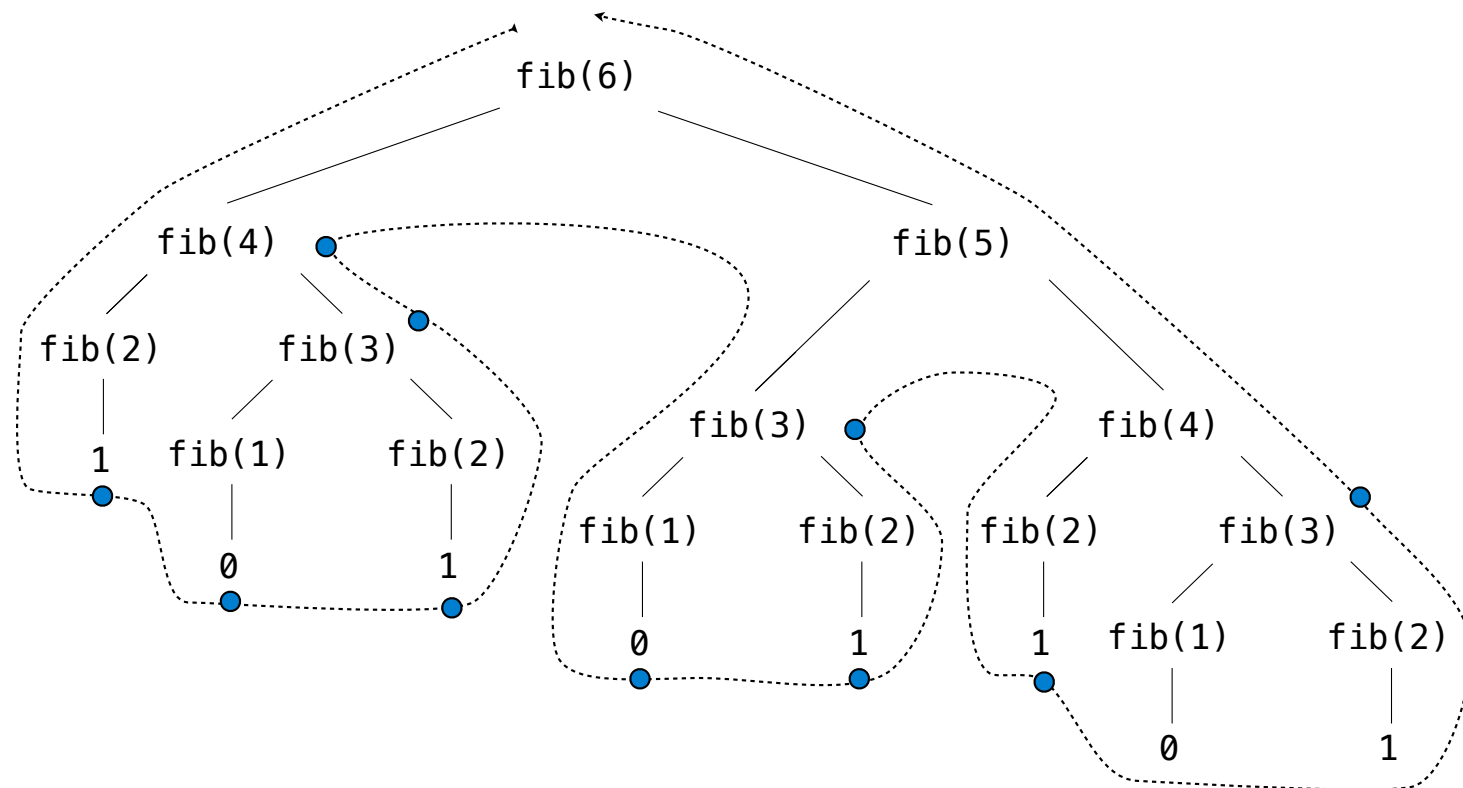 fib(6)
fib(4) fib(5)
fib(2) fib(3)
fib(3) fib(4)
1 fib(1) fib(2)
fib(1) fib(2) fib(2) fib(3)
0 1
0 1 1 fib(1) fib(2)
0 1